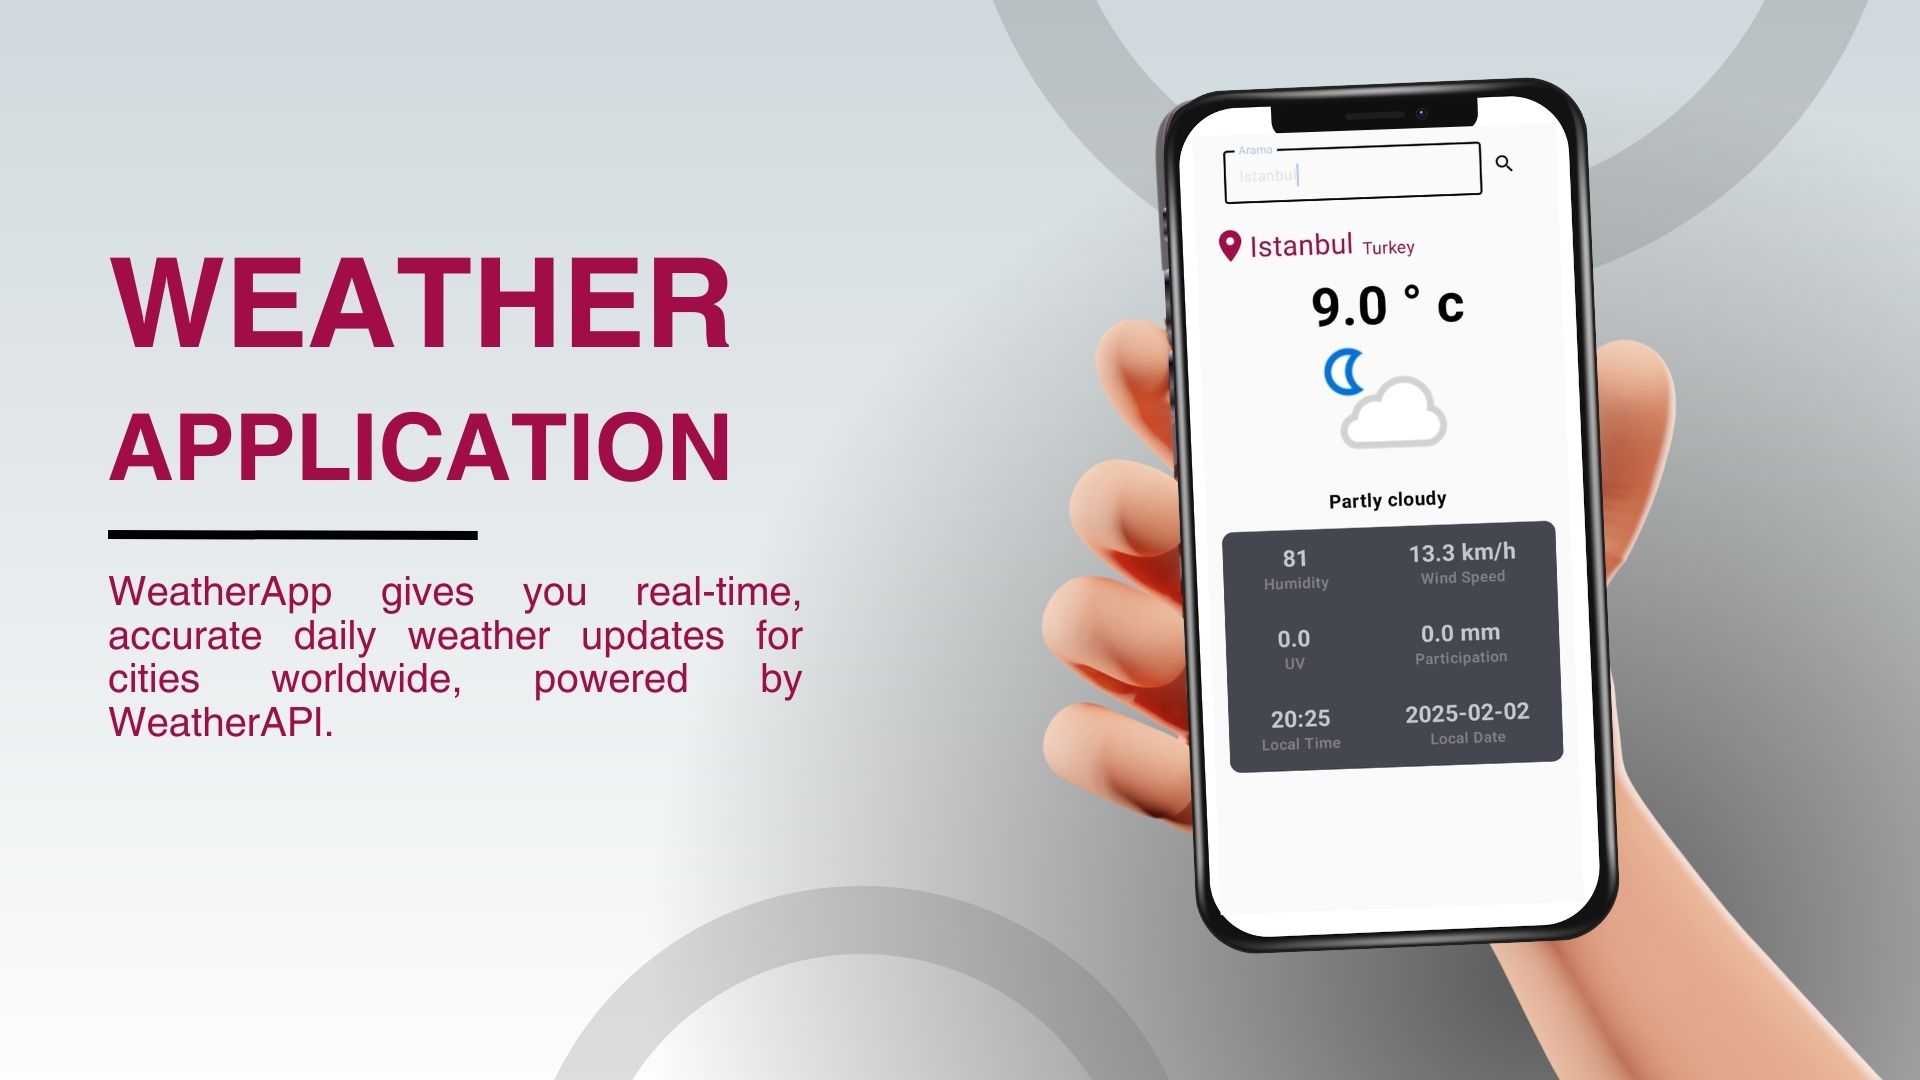 WEATHER
APPLICATION
WeatherApp gives you real-time,
accurate daily weather updates for
cities worldwide, powered by
WeatherAPI.
Arama
Istanbul
Istanbul Turkey
9.0 ° c
Partly cloudy
81 13.3 km/h
Humidity Wind Speed
0.0 0.0 mm
UV Participation
20:25 2025-02-02
Local Time Local Date